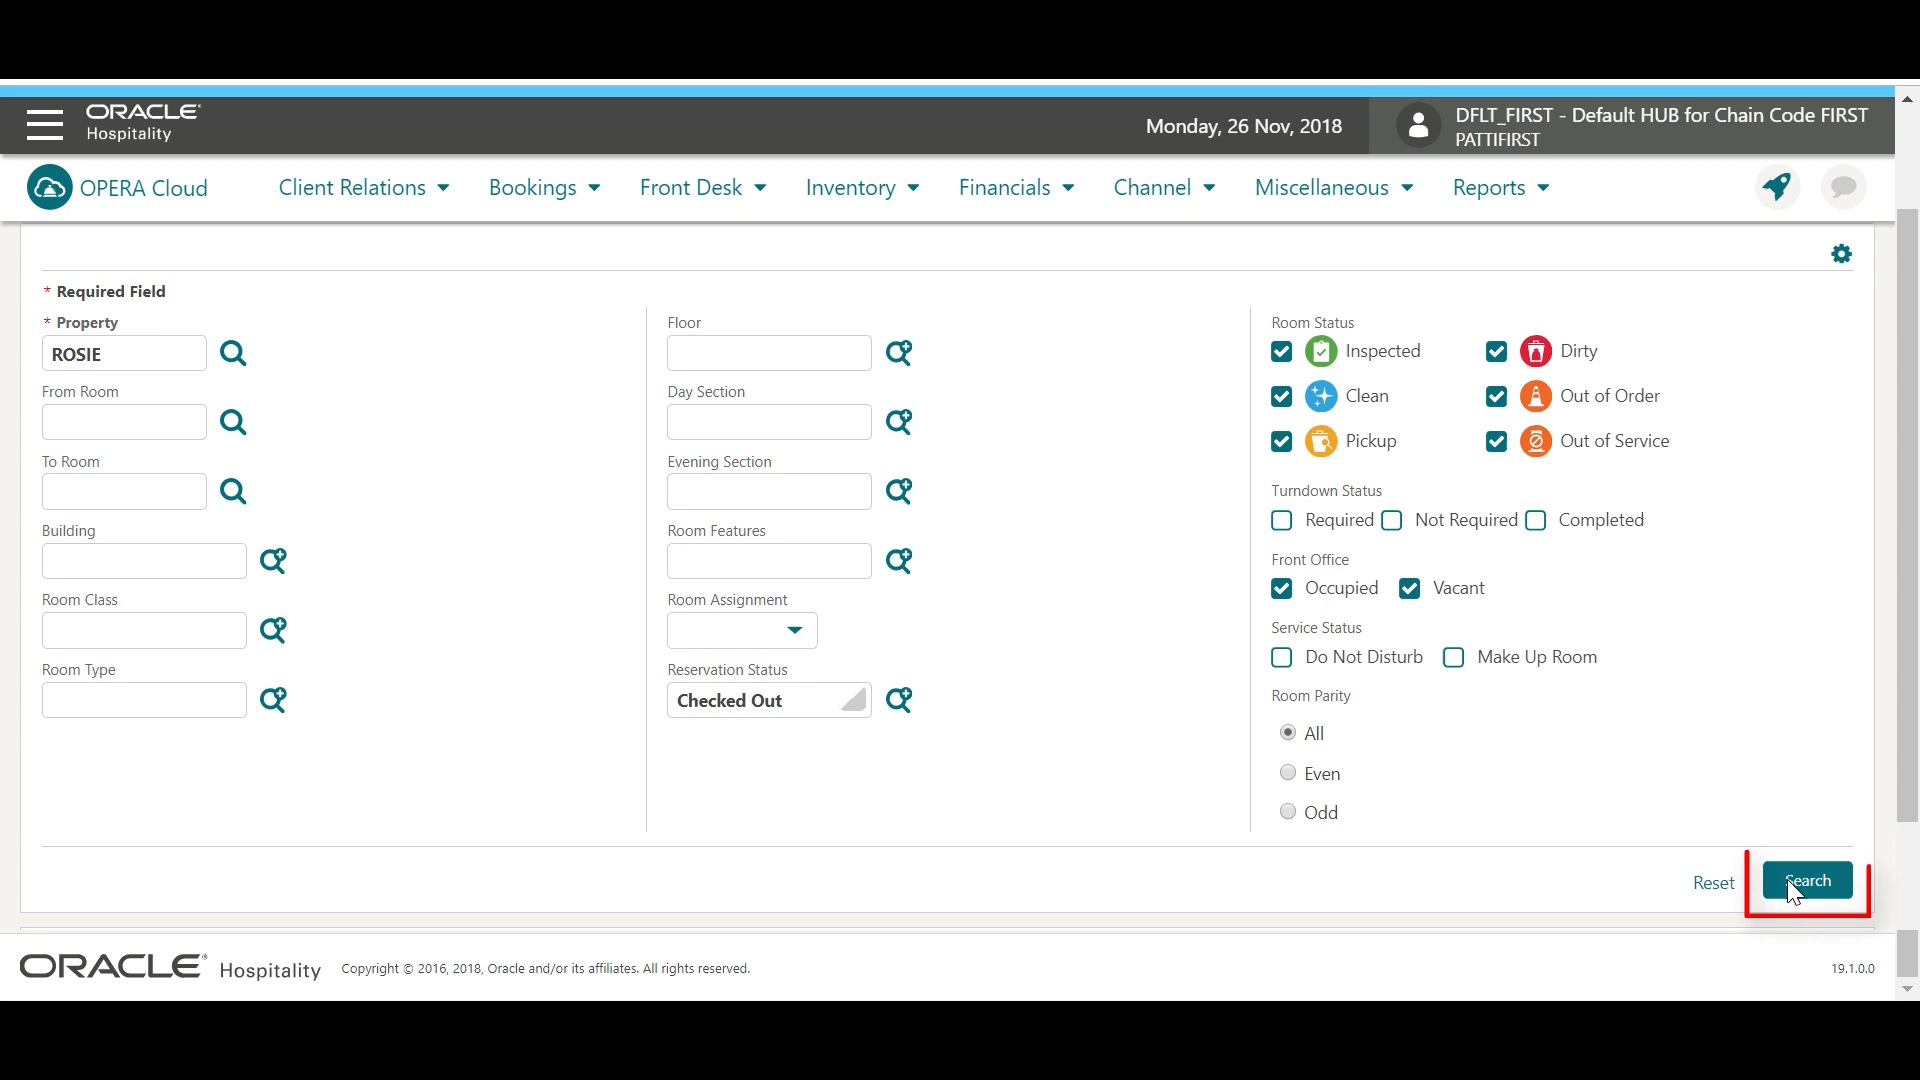 ORACLE
Hospitality
Monday, 26 Nov, 2018
DFLT_FIRST - Default HUB for Chain Code FIRST
PATTIFIRST
OPERA Cloud
Client Relations
Bookings
Front Desk
Inventory
Financials
Channel
Miscellaneous
Reports
* Required Field
* Property
ROSIE
From Room
To Room
Building
Room Class
Room Type
Floor
Day Section
Evening Section
Room Features
Room Assignment
Reservation Status
Checked Out
Room Status
Inspected
Dirty
Clean
Out of Order
Pickup
Out of Service
Turndown Status
Required
Not Required
Completed
Front Office
Occupied
Vacant
Service Status
Do Not Disturb
Make Up Room
Room Parity
All
Even
Odd
Reset
Search
ORACLE Hospitality
Copyright © 2016, 2018, Oracle and/or its affiliates. All rights reserved.
19.1.0.0